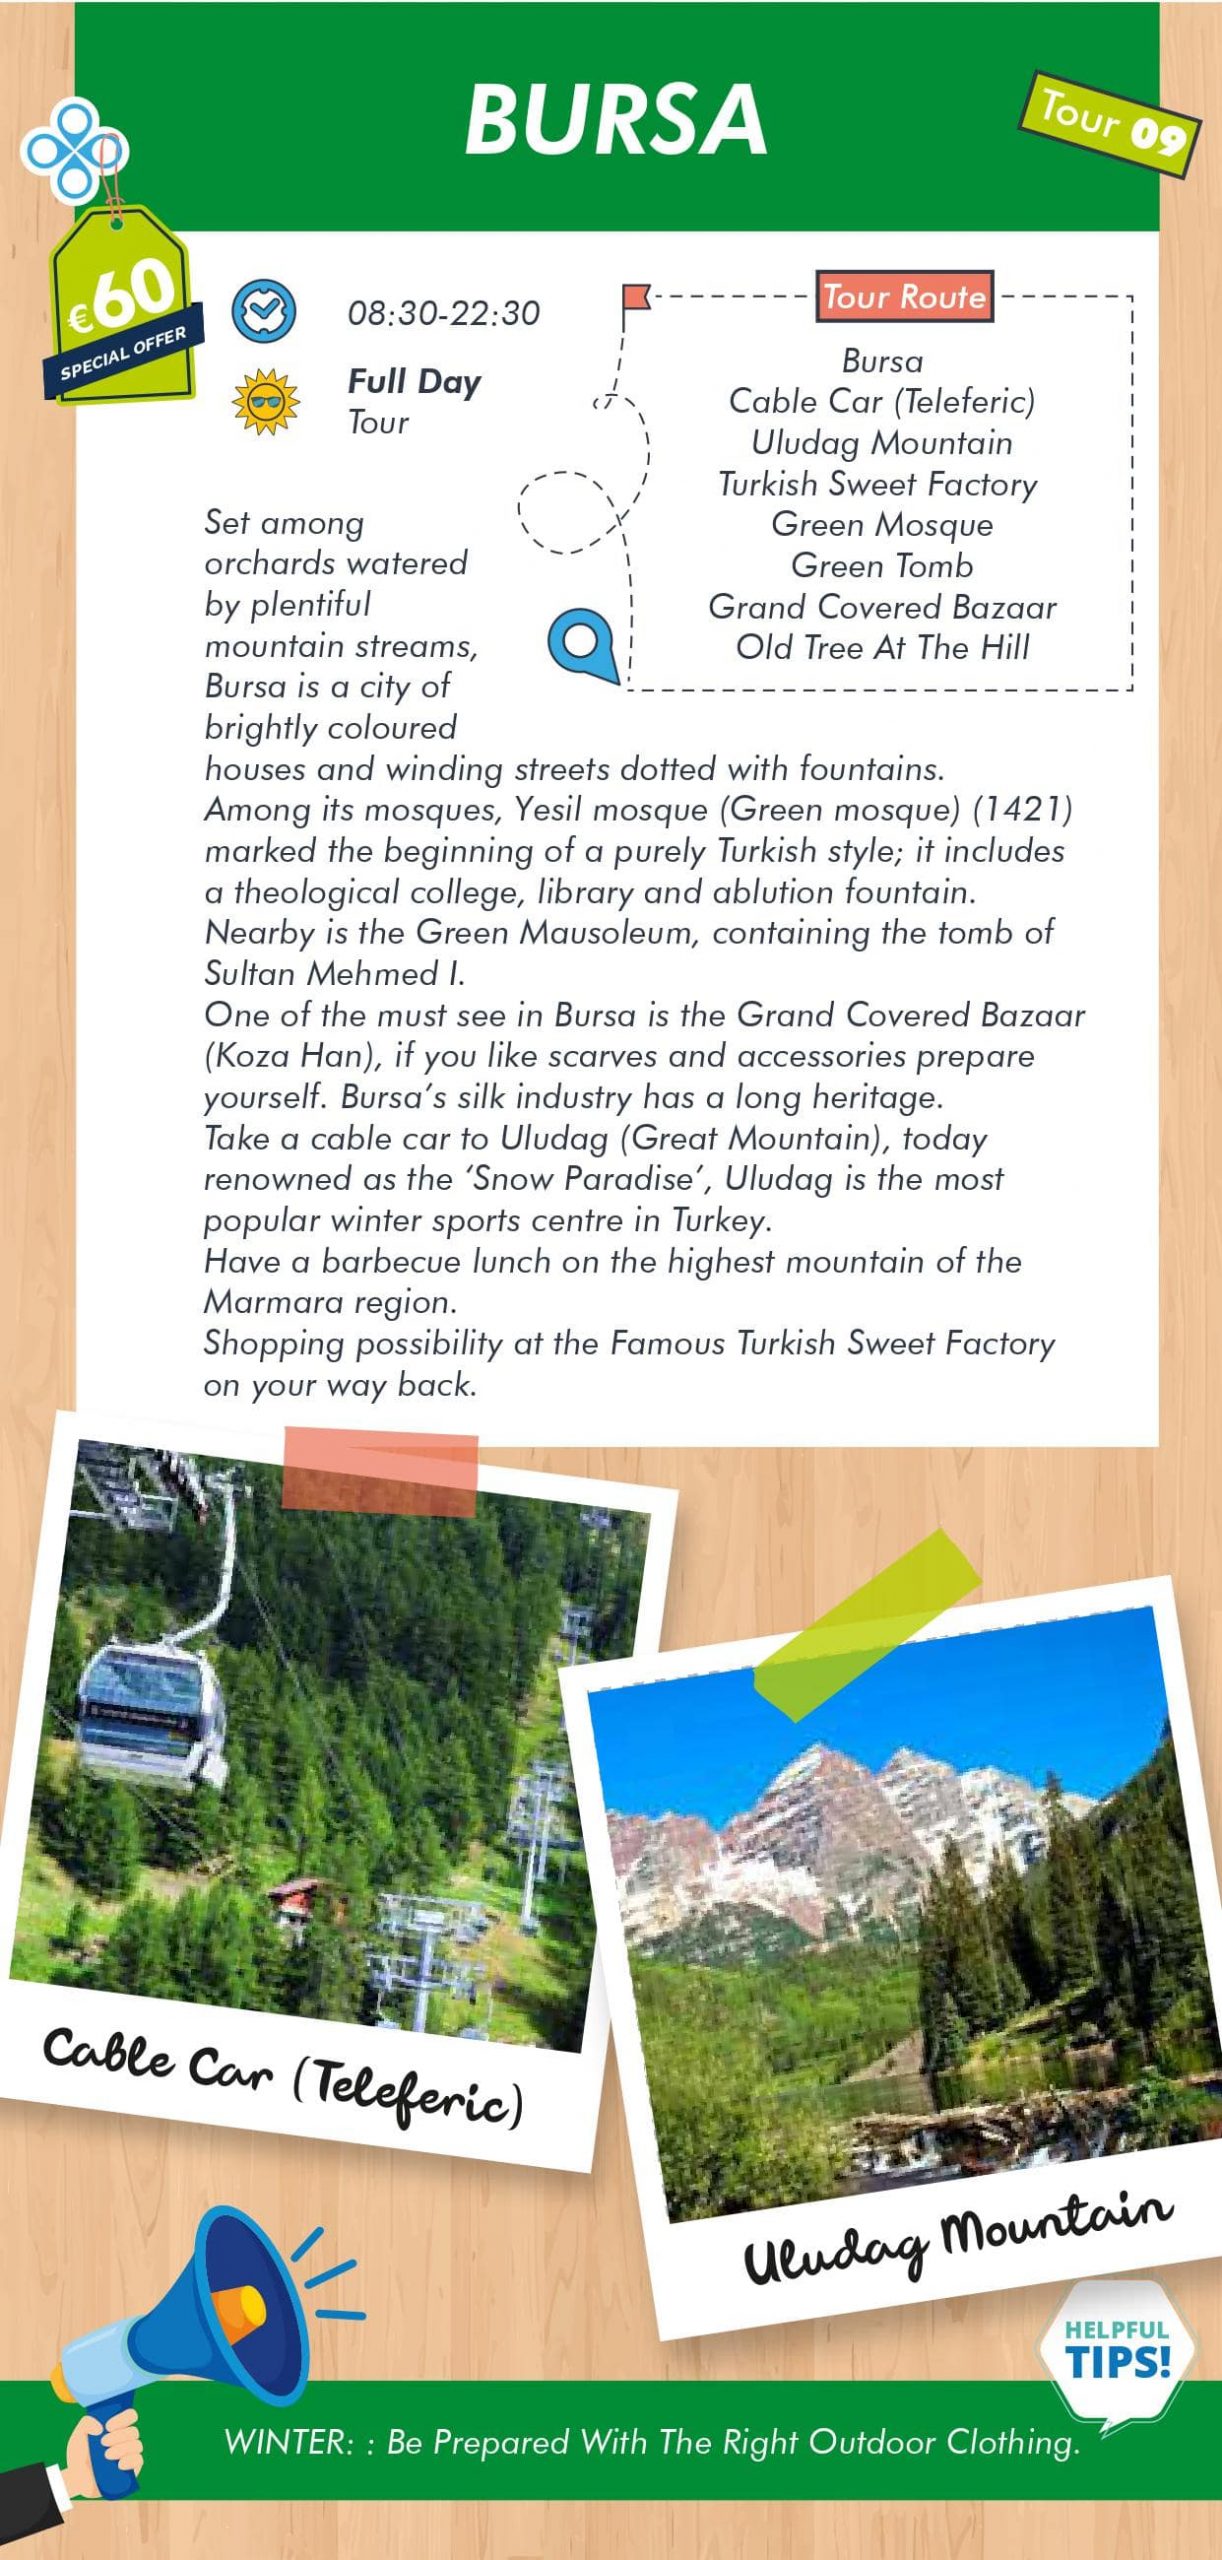 BURSA
Tour 09
€60
SPECIAL OFFER
08:30-22:30
Full Day
Tour
Tour Route
Bursa
Cable Car (Teleferic)
Uludag Mountain
Turkish Sweet Factory
Green Mosque
Green Tomb
Grand Covered Bazaar
Old Tree At The Hill
Set among
orchards watered
by plentiful
mountain streams,
Bursa is a city of
brightly coloured
houses and winding streets dotted with fountains.
Among its mosques, Yesil mosque (Green mosque) (1421)
marked the beginning of a purely Turkish style; it includes
a theological college, library and ablution fountain.
Nearby is the Green Mausoleum, containing the tomb of
Sultan Mehmed I.
One of the must see in Bursa is the Grand Covered Bazaar
(Koza Han), if you like scarves and accessories prepare
yourself. Bursa’s silk industry has a long heritage.
Take a cable car to Uludag (Great Mountain), today
renowned as the ‘Snow Paradise’, Uludag is the most
popular winter sports centre in Turkey.
Have a barbecue lunch on the highest mountain of the
Marmara region.
Shopping possibility at the Famous Turkish Sweet Factory
on your way back.
Cable Car (Teleferic)
Uludag Mountain
HELPFUL
TIPS!
WINTER: : Be Prepared With The Right Outdoor Clothing.